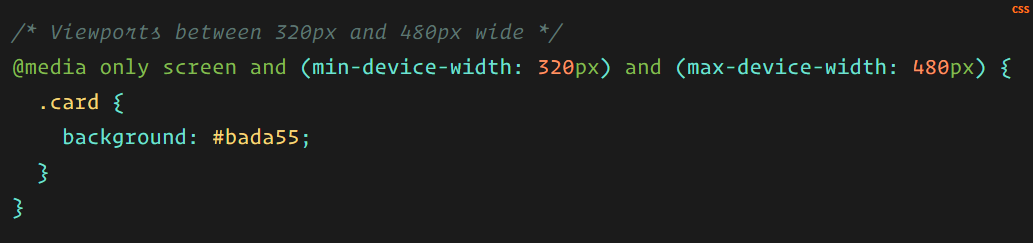 css
/* Viewports between 320px and 480px wide */
@media only screen and (min-device-width: 320px) and (max-device-width: 480px) {
  .card {
    background: #bada55;
  }
}